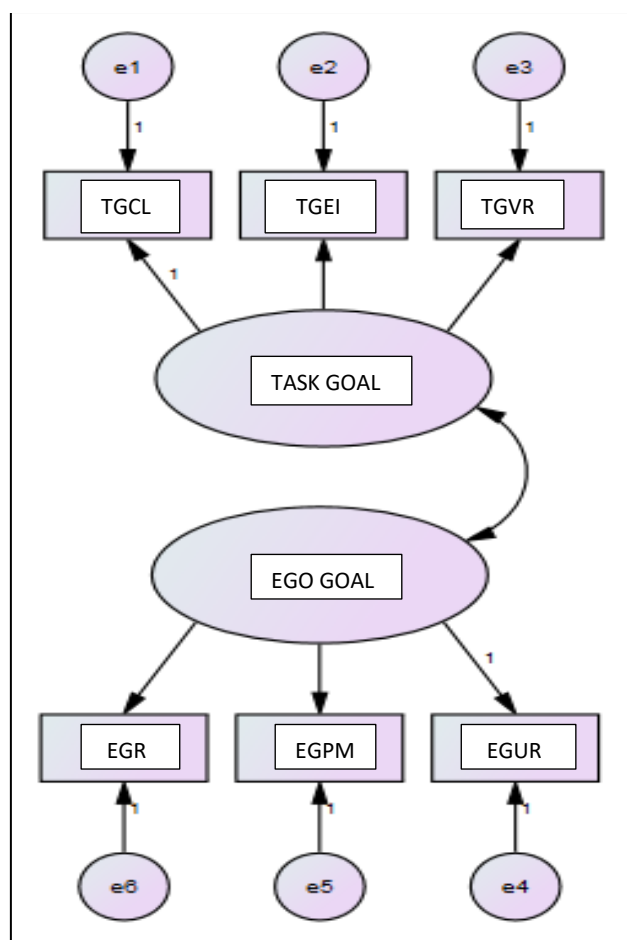 e1 e2 e3
1 1 1
TGCL TGEI TGVR
1
TASK GOAL
EGO GOAL
1
EGR EGPM EGUR
1 1 1
e6 e5 e4